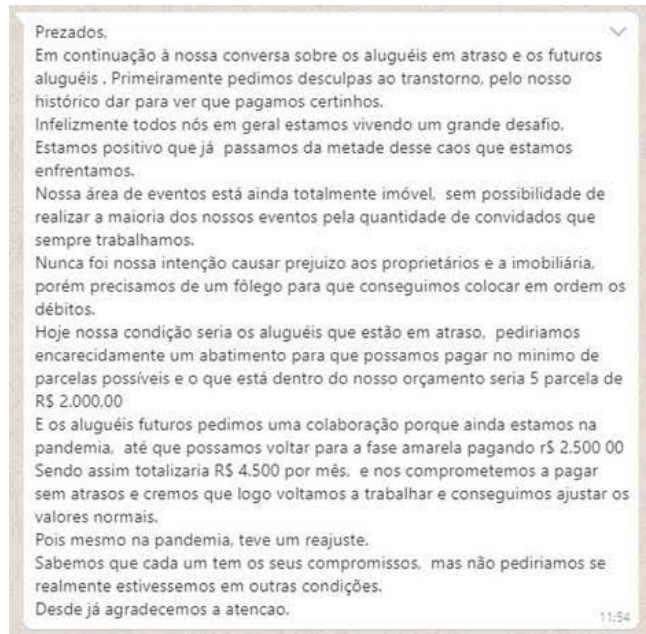 Prezados,
Em continuação à nossa conversa sobre os aluguéis em atraso e os futuros
aluguéis . Primeiramente pedimos desculpas ao transtorno, pelo nosso
histórico dar para ver que pagamos certinhos.
Infelizmente todos nós em geral estamos vivendo um grande desafio.
Estamos positivo que já  passamos da metade desse caos que estamos
enfrentamos.
Nossa área de eventos está ainda totalmente imóvel,  sem possibilidade de
realizar a maioria dos nossos eventos pela quantidade de convidados que
sempre trabalhamos.
Nunca foi nossa intenção causar prejuizo aos proprietários e a imobiliária,
porém precisamos de um fôlego para que conseguimos colocar em ordem os
débitos.
Hoje nossa condição seria os aluguéis que estão em atraso,  pediriamos
encarecidamente um abatimento para que possamos pagar no minimo de
parcelas possíveis e o que está dentro do nosso orçamento seria 5 parcela de
R$ 2.000,00
E os aluguéis futuros pedimos uma colaboração porque ainda estamos na
pandemia,  até que possamos voltar para a fase amarela pagando r$ 2.500 00
Sendo assim totalizaria R$ 4.500 por mês,  e nos comprometemos a pagar
sem atrasos e cremos que logo voltamos a trabalhar e conseguimos ajustar os
valores normais.
Pois mesmo na pandemia, teve um reajuste.
Sabemos que cada um tem os seus compromissos,  mas não pediriamos se
realmente estivessemos em outras condições.
Desde já agradecemos a atencao.
11:54